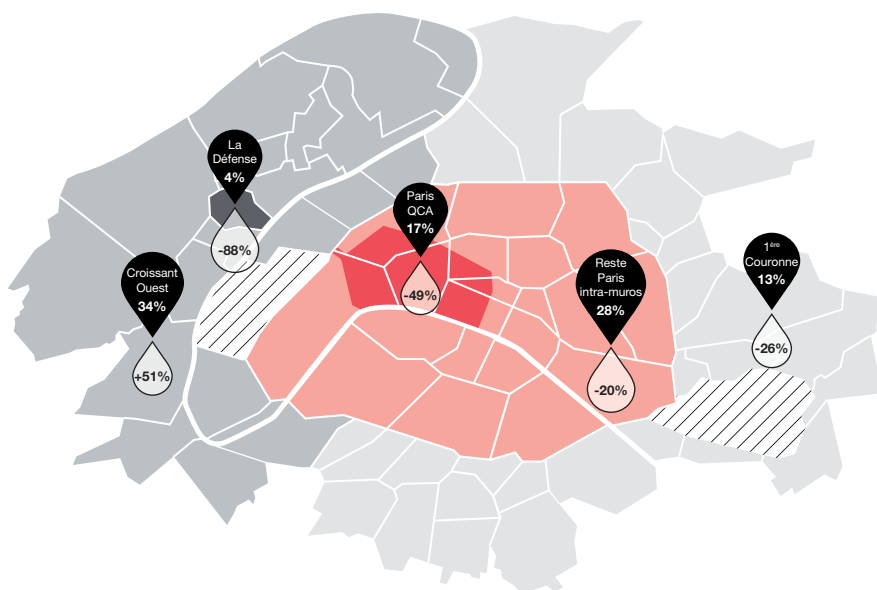 La
Défense
4%
-88%
Paris
QCA
17%
-49%
Croissant
Ouest
34%
+51%
Reste
Paris
intra-muros
28%
-20%
1ère
Couronne
13%
-26%